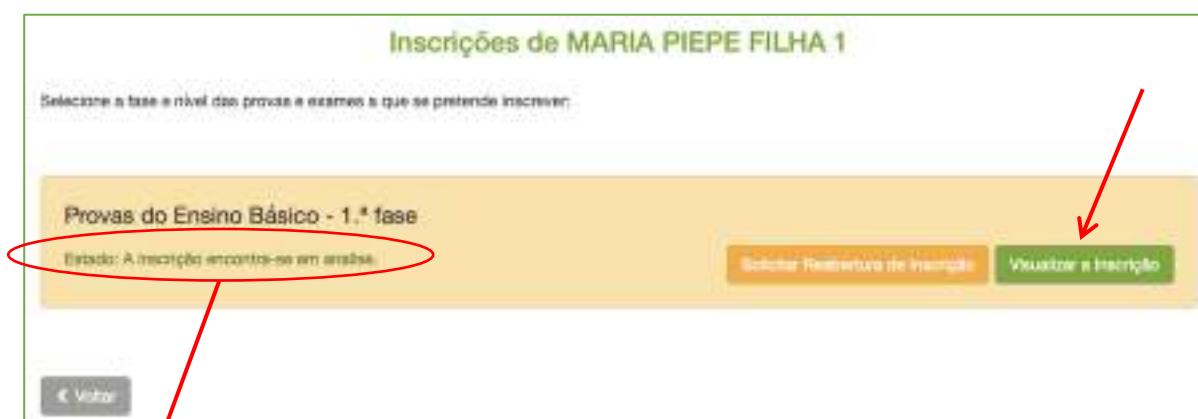 Inscrições de MARIA PIEPE FILHA 1
Selecione a fase e nível das provas e exames a que se pretende inscrever:
Provas do Ensino Básico - 1.ª fase
Estado: A inscrição encontra-se em análise.
Solicitar Reabertura de Inscrição
Visualizar a Inscrição
Voltar